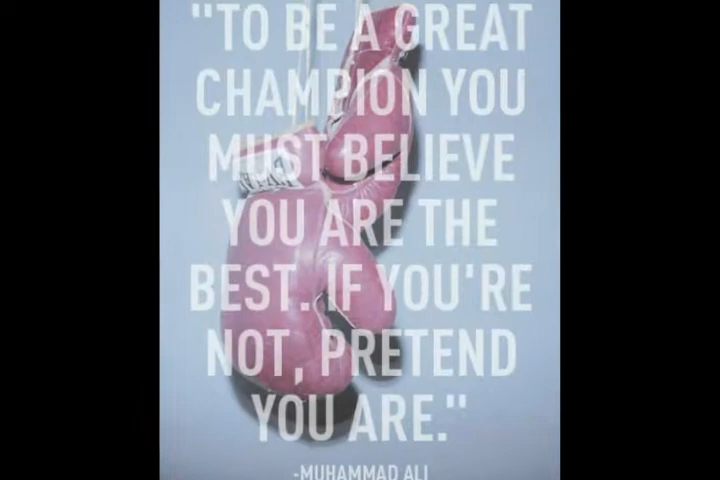 "TO BE A GREAT
CHAMPION YOU
MUST BELIEVE
YOU ARE THE
BEST. IF YOU'RE
NOT, PRETEND
YOU ARE."
-MUHAMMAD ALI